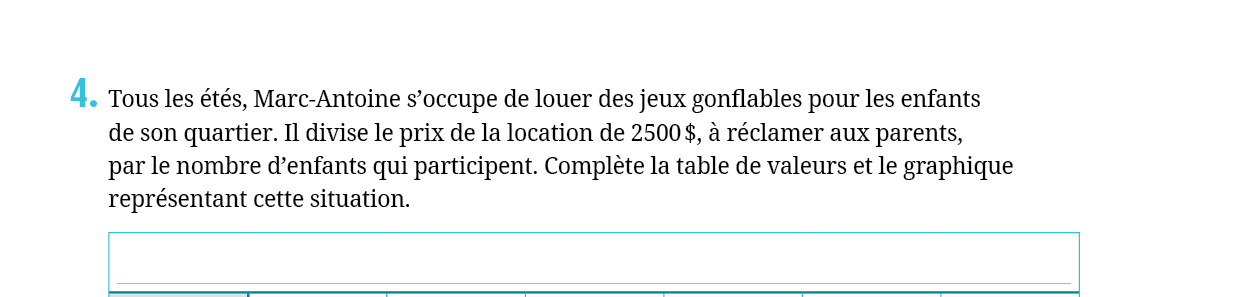 4. Tous les étés, Marc-Antoine s’occupe de louer des jeux gonflables pour les enfants
de son quartier. Il divise le prix de la location de 2500 $, à réclamer aux parents,
par le nombre d’enfants qui participent. Complète la table de valeurs et le graphique
représentant cette situation.